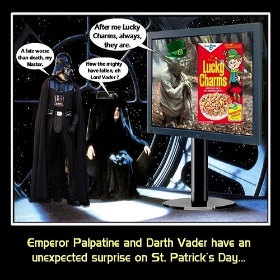 After me Lucky
Charms, always,
they are.
A fate worse
than death, my
Master.
How the mighty
have fallen, eh
Lord Vader?
Lucky
Charms
Emperor Palpatine and Darth Vader have an
unexpected surprise on St. Patrick's Day...